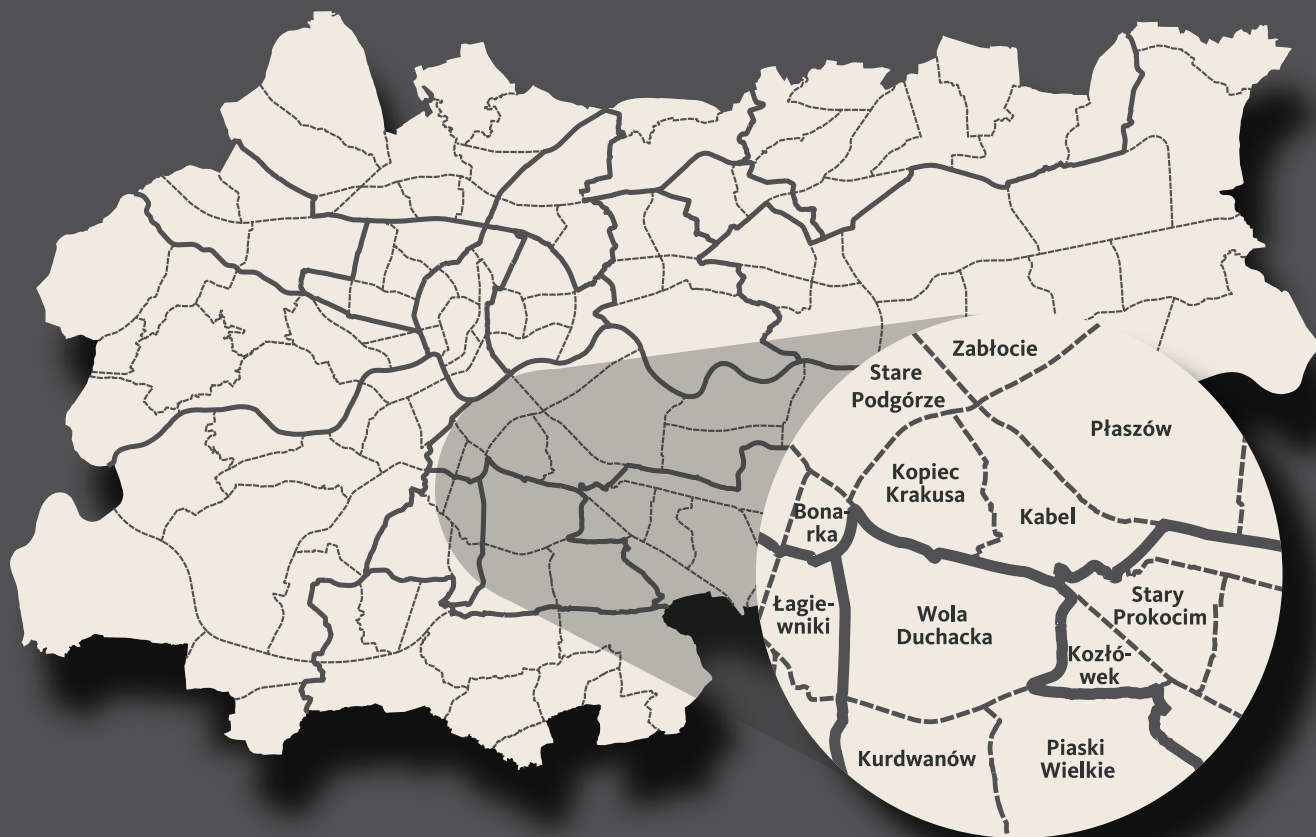 Zabłocie
Stare
Podgórze
Płaszów
Kopiec
Krakusa
Kabel
Bona-
rka
Łagie-
wniki
Wola
Duchacka
Stary
Prokocim
Kozłó-
wek
Kurdwanów
Piaski
Wielkie